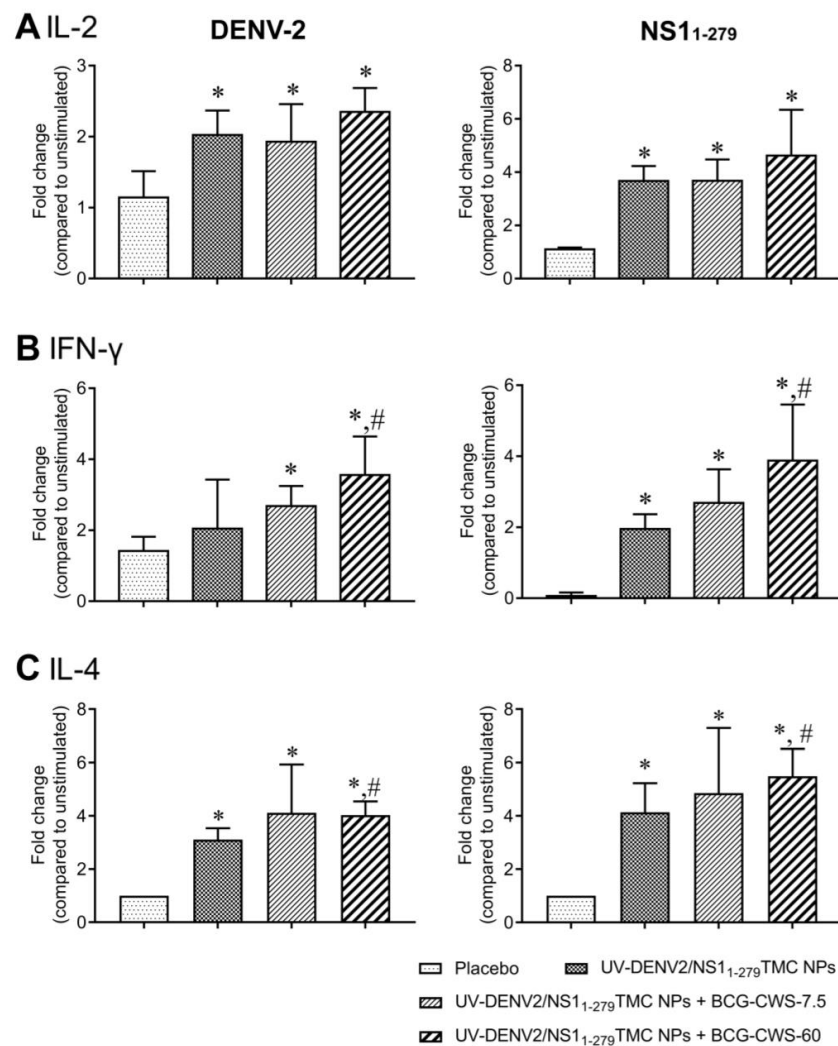 A IL-2
DENV-2
NS1₁₋₂₇₉
Fold change
(compared to unstimulated)
3
2
1
0
*
*
*
Fold change
(compared to unstimulated)
8
6
4
2
0
*
*
*
B IFN-γ
Fold change
(compared to unstimulated)
6
4
2
0
*
*,#
Fold change
(compared to unstimulated)
6
4
2
0
*
*
*,#
C IL-4
Fold change
(compared to unstimulated)
8
6
4
2
0
*
*
*,#
Fold change
(compared to unstimulated)
8
6
4
2
0
*
*
*, #
Placebo
UV-DENV2/NS1₁₋₂₇₉TMC NPs
UV-DENV2/NS1₁₋₂₇₉TMC NPs + BCG-CWS-7.5
UV-DENV2/NS1₁₋₂₇₉TMC NPs + BCG-CWS-60